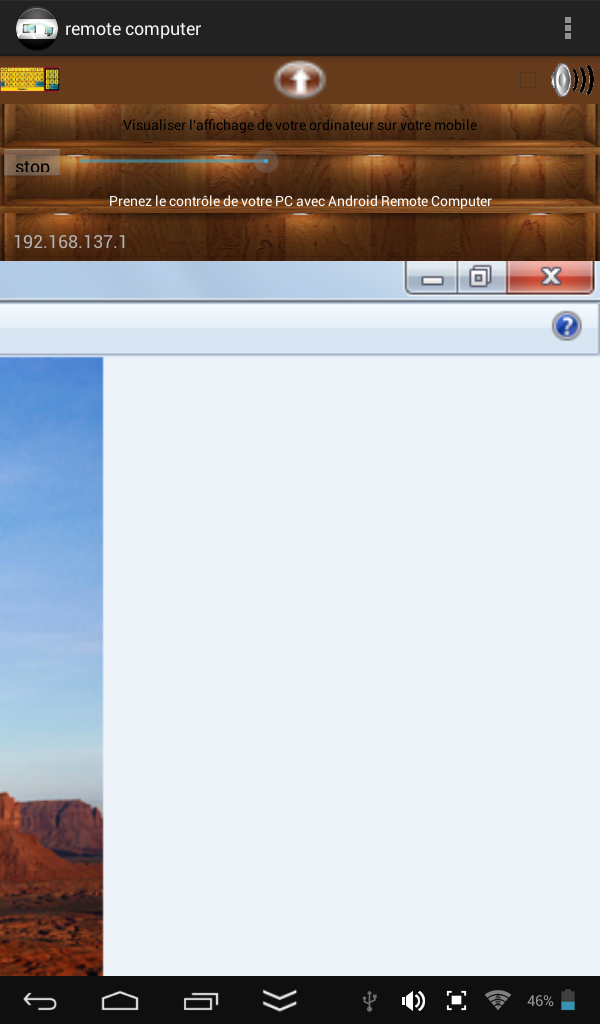 remote computer
Visualiser l'affichage de votre ordinateur sur votre mobile
stop
Prenez le contrôle de votre PC avec Android Remote Computer
192.168.137.1
46%